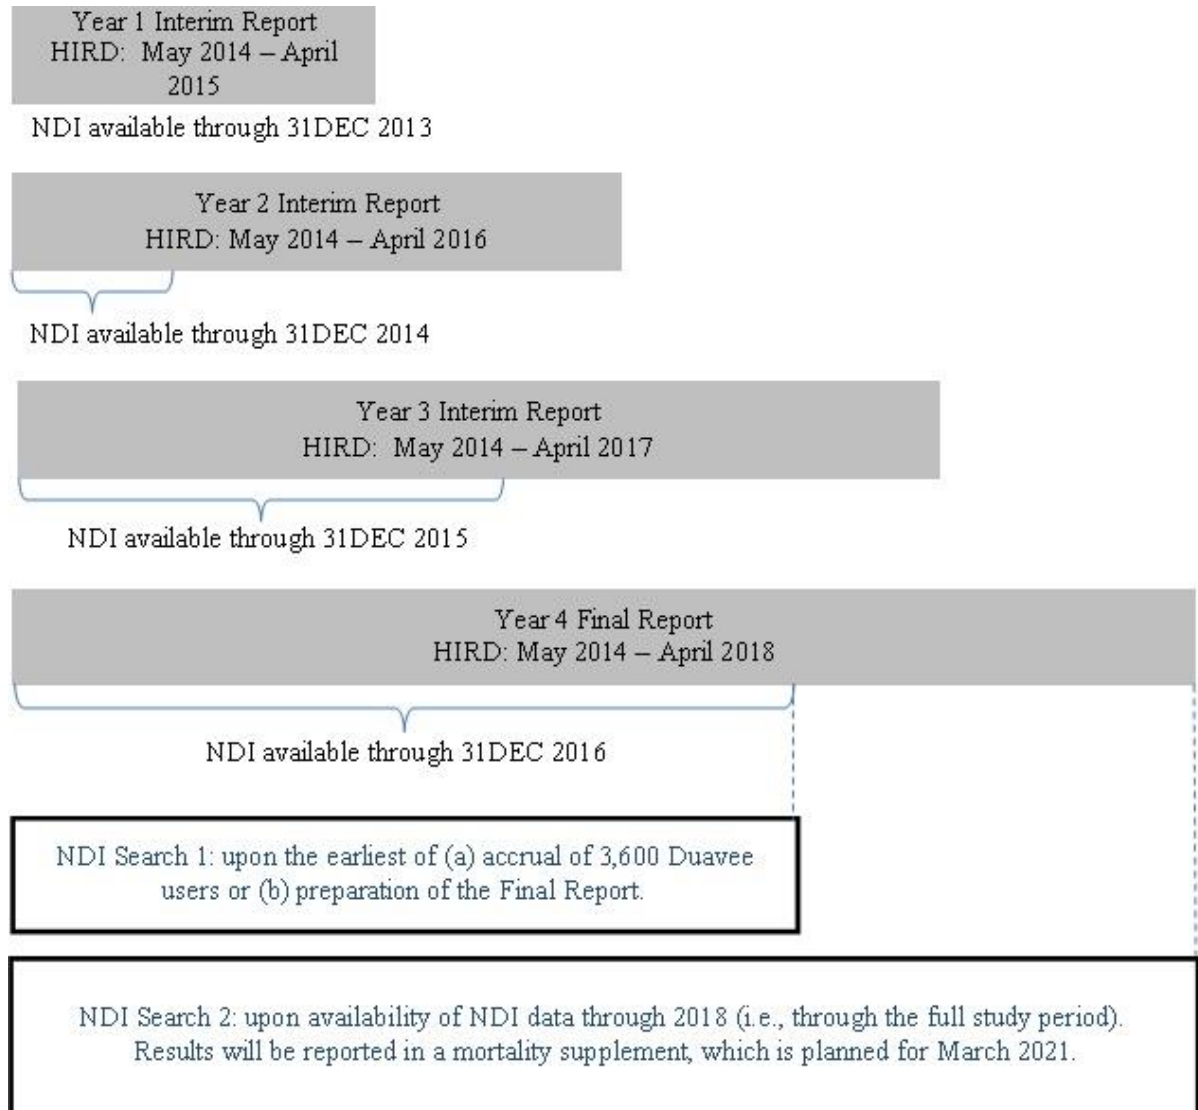 Year 1 Interim Report
HIRD: May 2014 – April
2015
NDI available through 31DEC 2013
Year 2 Interim Report
HIRD: May 2014 – April 2016
NDI available through 31DEC 2014
Year 3 Interim Report
HIRD: May 2014 – April 2017
NDI available through 31DEC 2015
Year 4 Final Report
HIRD: May 2014 – April 2018
NDI available through 31DEC 2016
NDI Search 1: upon the earliest of (a) accrual of 3,600 Duavee
users or (b) preparation of the Final Report.
NDI Search 2: upon availability of NDI data through 2018 (i.e., through the full study period).
Results will be reported in a mortality supplement, which is planned for March 2021.